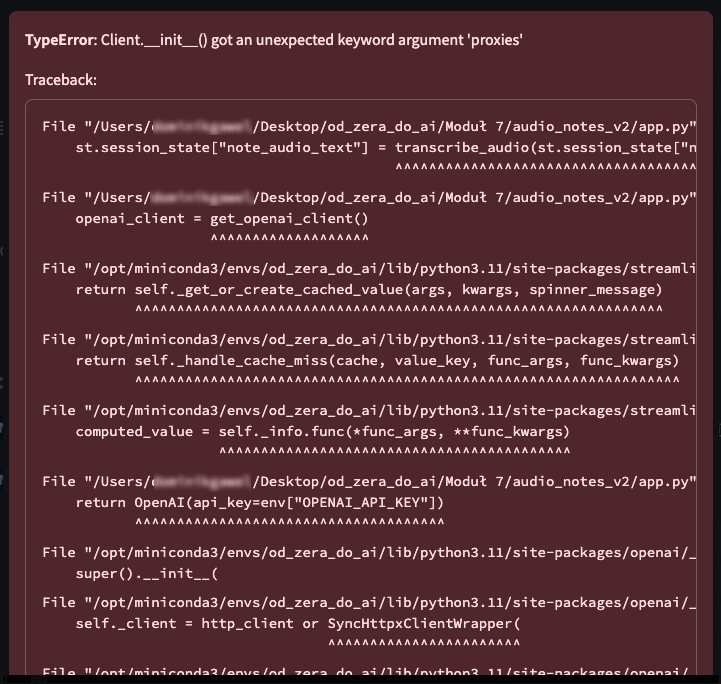 TypeError: Client.__init__() got an unexpected keyword argument 'proxies'
Traceback:
File "/Users/ /Desktop/od_zera_do_ai/Moduł 7/audio_notes_v2/app.py"
st.session_state["note_audio_text"] = transcribe_audio(st.session_state["n
^^^^^^^^^^^^^^^^^^^^^^^^^^^^^^^^^^^^
File "/Users/ /Desktop/od_zera_do_ai/Moduł 7/audio_notes_v2/app.py"
openai_client = get_openai_client()
^^^^^^^^^^^^^^^^^^^
File "/opt/miniconda3/envs/od_zera_do_ai/lib/python3.11/site-packages/streamli
return self._get_or_create_cached_value(args, kwargs, spinner_message)
^^^^^^^^^^^^^^^^^^^^^^^^^^^^^^^^^^^^^^^^^^^^^^^^^^^^^^^^^^^^^^^
File "/opt/miniconda3/envs/od_zera_do_ai/lib/python3.11/site-packages/streamli
return self._handle_cache_miss(cache, value_key, func_args, func_kwargs)
^^^^^^^^^^^^^^^^^^^^^^^^^^^^^^^^^^^^^^^^^^^^^^^^^^^^^^^^^^^^^^^^^
File "/opt/miniconda3/envs/od_zera_do_ai/lib/python3.11/site-packages/streamli
computed_value = self._info.func(*func_args, **func_kwargs)
^^^^^^^^^^^^^^^^^^^^^^^^^^^^^^^^^^^^^^^^^^
File "/Users/ /Desktop/od_zera_do_ai/Moduł 7/audio_notes_v2/app.py"
return OpenAI(api_key=env["OPENAI_API_KEY"])
^^^^^^^^^^^^^^^^^^^^^^^^^^^^^^^^^^^^^
File "/opt/miniconda3/envs/od_zera_do_ai/lib/python3.11/site-packages/openai/_
super().__init__(
File "/opt/miniconda3/envs/od_zera_do_ai/lib/python3.11/site-packages/openai/_
self._client = http_client or SyncHttpxClientWrapper(
^^^^^^^^^^^^^^^^^^^^^^^
File "/opt/miniconda3/envs/od_zera_do_ai/lib/python3.11/site-packages/openai/